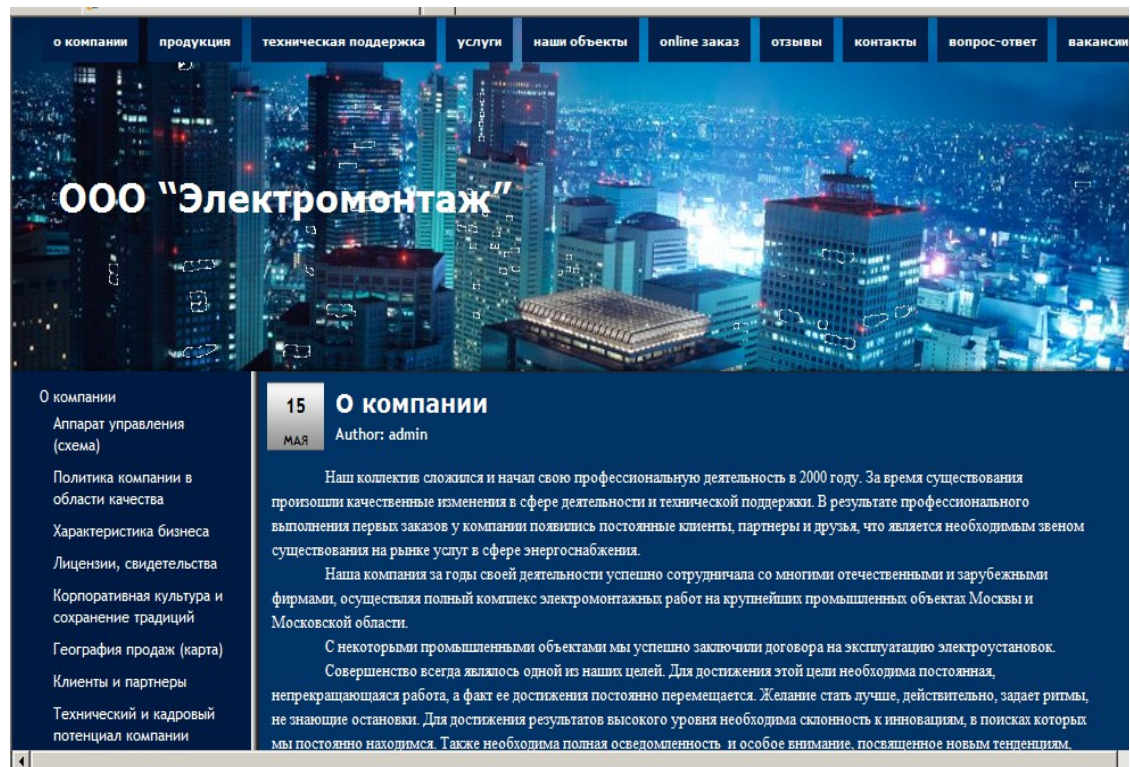 о компании продукция техническая поддержка услуги наши объекты online заказ отзывы контакты вопрос-ответ вакансии
ООО “Электромонтаж”
О компании
Аппарат управления
(схема)
Политика компании в
области качества
Характеристика бизнеса
Лицензии, свидетельства
Корпоративная культура и
сохранение традиций
География продаж (карта)
Клиенты и партнеры
Технический и кадровый
потенциал компании
15
МАЯ
О компании
Author: admin
Наш коллектив сложился и начал свою профессиональную деятельность в 2000 году. За время существования
произошли качественные изменения в сфере деятельности и технической поддержки. В результате профессионального
выполнения первых заказов у компании появились постоянные клиенты, партнеры и друзья, что является необходимым звеном
существования на рынке услуг в сфере энергоснабжения.
Наша компания за годы своей деятельности успешно сотрудничала со многими отечественными и зарубежными
фирмами, осуществляя полный комплекс электромонтажных работ на крупнейших промышленных объектах Москвы и
Московской области.
С некоторыми промышленными объектами мы успешно заключили договора на эксплуатацию электроустановок.
Совершенство всегда являлось одной из наших целей. Для достижения этой цели необходима постоянная,
непрекращающаяся работа, а факт ее достижения постоянно перемещается. Желание стать лучше, действительно, задает ритмы,
не знающие остановки. Для достижения результатов высокого уровня необходима склонность к инновациям, в поисках которых
мы постоянно находимся. Также необходима полная осведомленность и особое внимание, посвященное новым тенденциям,